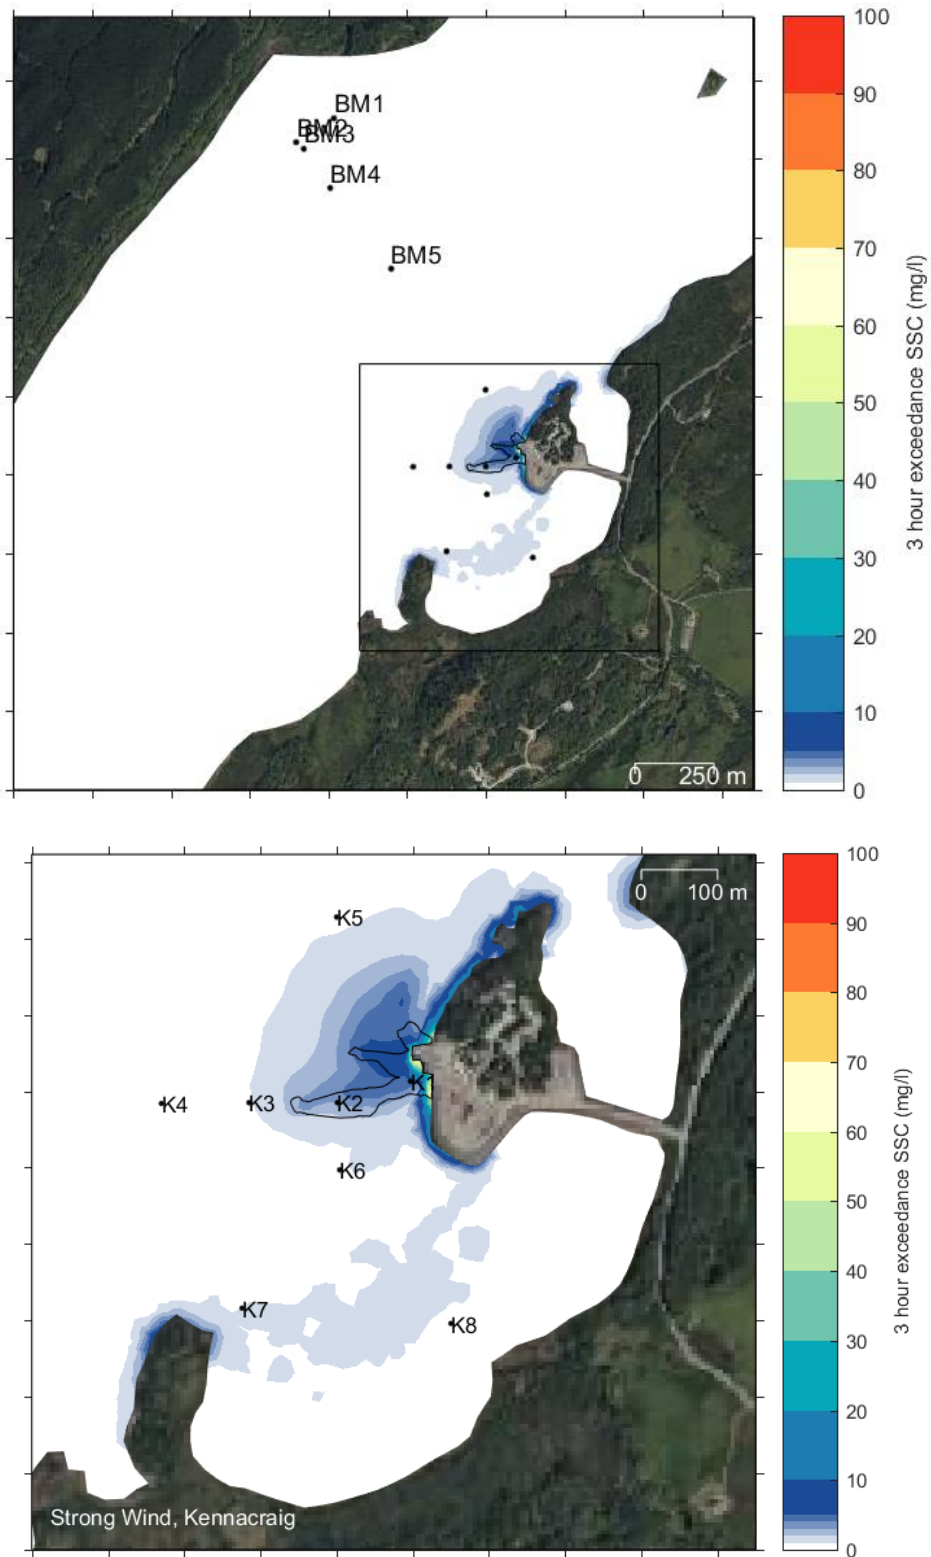 BM1
BM2
BM3
BM4
BM5
0 250 m
100
90
80
70
60
50
40
30
20
10
0
3 hour exceedance SSC (mg/l)
0 100 m
K5
K1
K4
K3
K2
K6
K7
K8
Strong Wind, Kennacraig
100
90
80
70
60
50
40
30
20
10
0
3 hour exceedance SSC (mg/l)